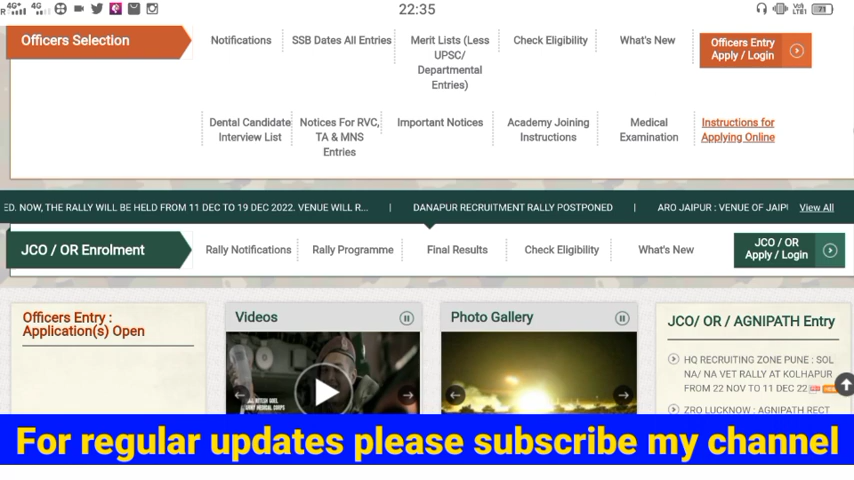 4G+ 4G 22:35 71
Officers Selection
Notifications
SSB Dates All Entries
Merit Lists (Less
UPSC/
Departmental
Entries)
Check Eligibility
What's New
Officers Entry
Apply / Login
Dental Candidate
Interview List
Notices For RVC,
TA & MNS
Entries
Important Notices
Academy Joining
Instructions
Medical
Examination
Instructions for
Applying Online
ED. NOW, THE RALLY WILL BE HELD FROM 11 DEC TO 19 DEC 2022. VENUE WILL R... | DANAPUR RECRUITMENT RALLY POSTPONED | ARO JAIPUR : VENUE OF JAIP View All
JCO / OR Enrolment
Rally Notifications
Rally Programme
Final Results
Check Eligibility
What's New
JCO / OR
Apply / Login
Officers Entry :
Application(s) Open
Videos
Photo Gallery
JCO/ OR / AGNIPATH Entry
HQ RECRUITING ZONE PUNE : SOL
NA/ NA VET RALLY AT KOLHAPUR
FROM 22 NOV TO 11 DEC 22
ZRO LUCKNOW : AGNIPATH RECT
For regular updates please subscribe my channel